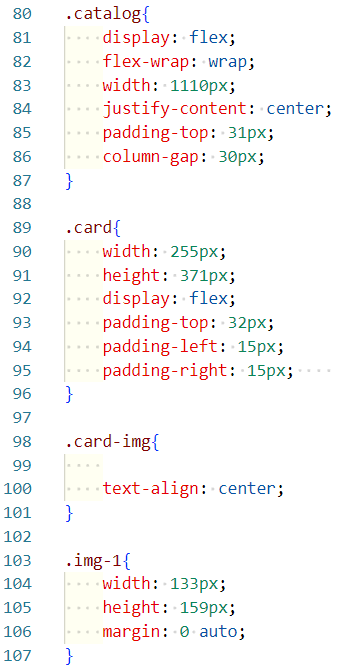 80 .catalog{
81     display: flex;
82     flex-wrap: wrap;
83     width: 1110px;
84     justify-content: center;
85     padding-top: 31px;
86     column-gap: 30px;
87 }
88
89 .card{
90     width: 255px;
91     height: 371px;
92     display: flex;
93     padding-top: 32px;
94     padding-left: 15px;
95     padding-right: 15px;
96 }
97
98 .card-img{
99
100     text-align: center;
101 }
102
103 .img-1{
104     width: 133px;
105     height: 159px;
106     margin: 0 auto;
107 }